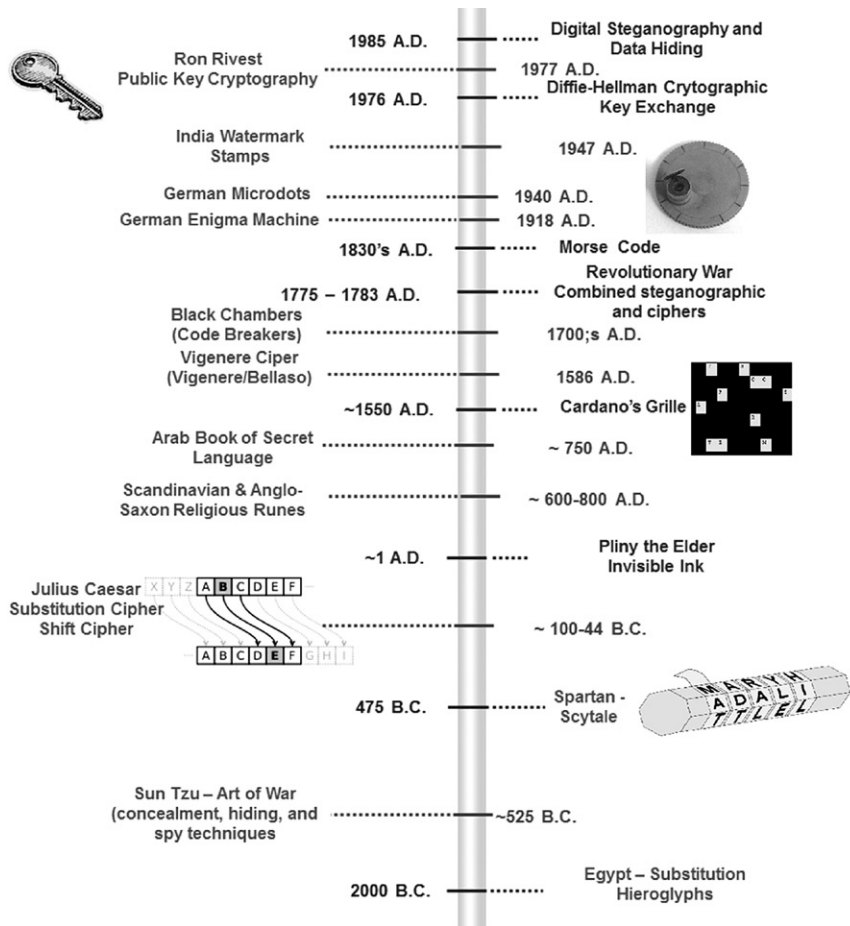 1985 A.D.
Digital Steganography and
Data Hiding
Ron Rivest
Public Key Cryptography
1977 A.D.
1976 A.D.
Diffie-Hellman Crytographic
Key Exchange
India Watermark
Stamps
1947 A.D.
German Microdots
1940 A.D.
German Enigma Machine
1918 A.D.
1830's A.D.
Morse Code
1775 – 1783 A.D.
Revolutionary War
Combined steganographic
and ciphers
Black Chambers
(Code Breakers)
1700;s A.D.
Vigenere Ciper
(Vigenere/Bellaso)
1586 A.D.
~1550 A.D.
Cardano's Grille
Arab Book of Secret
Language
~ 750 A.D.
Scandinavian & Anglo-
Saxon Religious Runes
~ 600-800 A.D.
~1 A.D.
Pliny the Elder
Invisible Ink
Julius Caesar
Substitution Cipher
Shift Cipher
X Y Z A B C D E F
A B C D E F G H I
~ 100-44 B.C.
475 B.C.
Spartan -
Scytale
MARYH
ADALI
TTLEL
Sun Tzu – Art of War
(concealment, hiding, and
spy techniques
~525 B.C.
2000 B.C.
Egypt – Substitution
Hieroglyphs